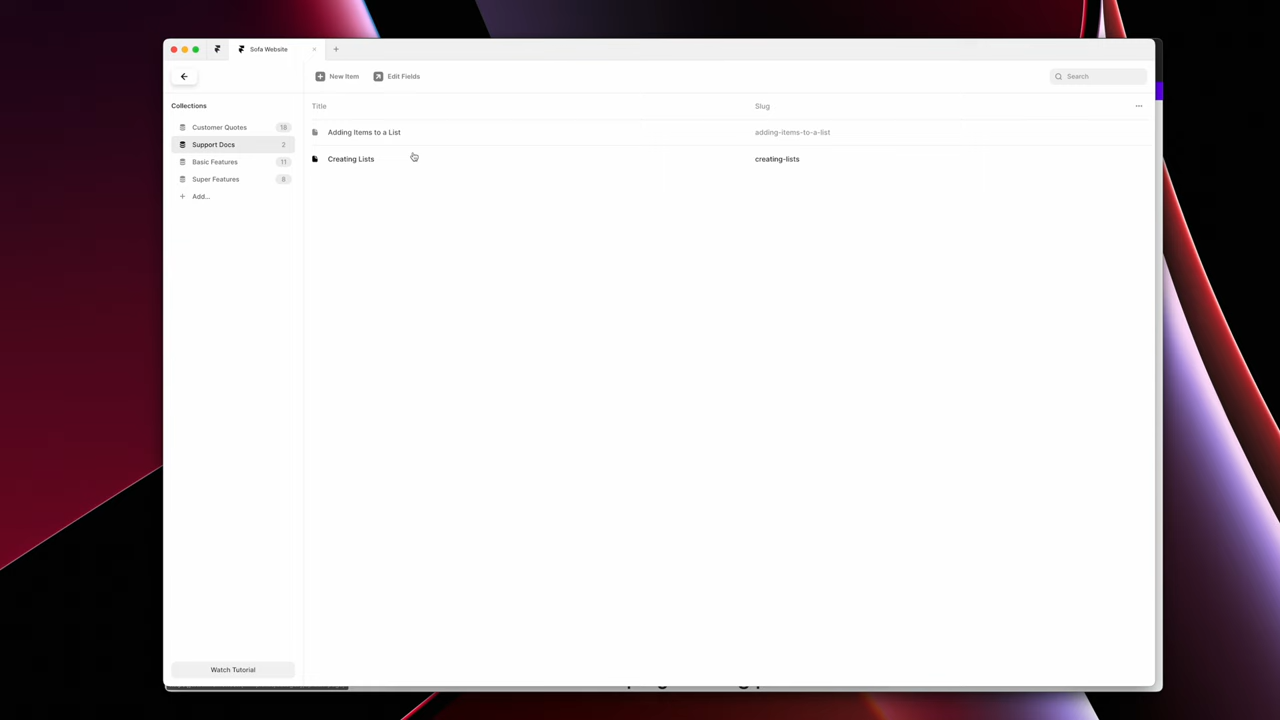 Sofa Website
New Item
Edit Fields
Search
Collections
Customer Quotes 18
Support Docs 2
Basic Features 11
Super Features 8
Add...
Title
Slug
Adding Items to a List
adding-items-to-a-list
Creating Lists
creating-lists
Watch Tutorial